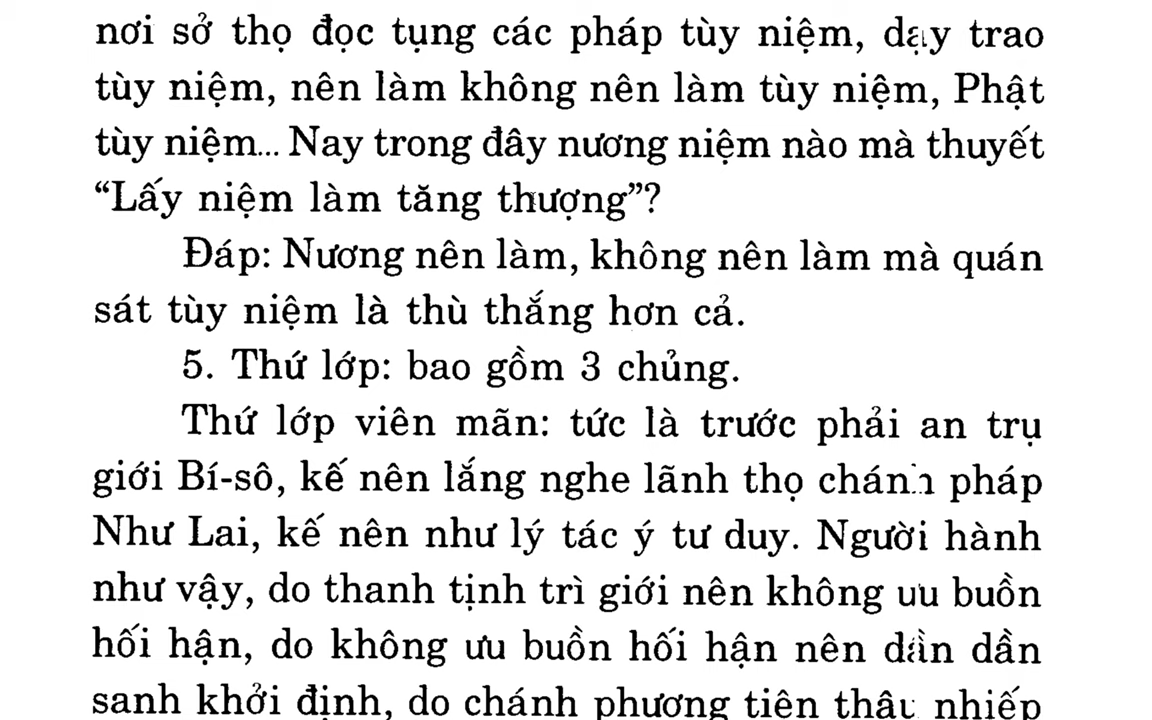 nơi sở thọ đọc tụng các pháp tùy niệm, dạy trao
tùy niệm, nên làm không nên làm tùy niệm, Phật
tùy niệm... Nay trong đây nương niệm nào mà thuyết
“Lấy niệm làm tăng thượng”?
Đáp: Nương nên làm, không nên làm mà quán
sát tùy niệm là thù thắng hơn cả.
5. Thứ lớp: bao gồm 3 chủng.
Thứ lớp viên mãn: tức là trước phải an trụ
giới Bí-sô, kế nên lắng nghe lãnh thọ chánh pháp
Như Lai, kế nên như lý tác ý tư duy. Người hành
như vậy, do thanh tịnh trì giới nên không ưu buồn
hối hận, do không ưu buồn hối hận nên dần dần
sanh khởi định, do chánh phương tiện thâu nhiếp